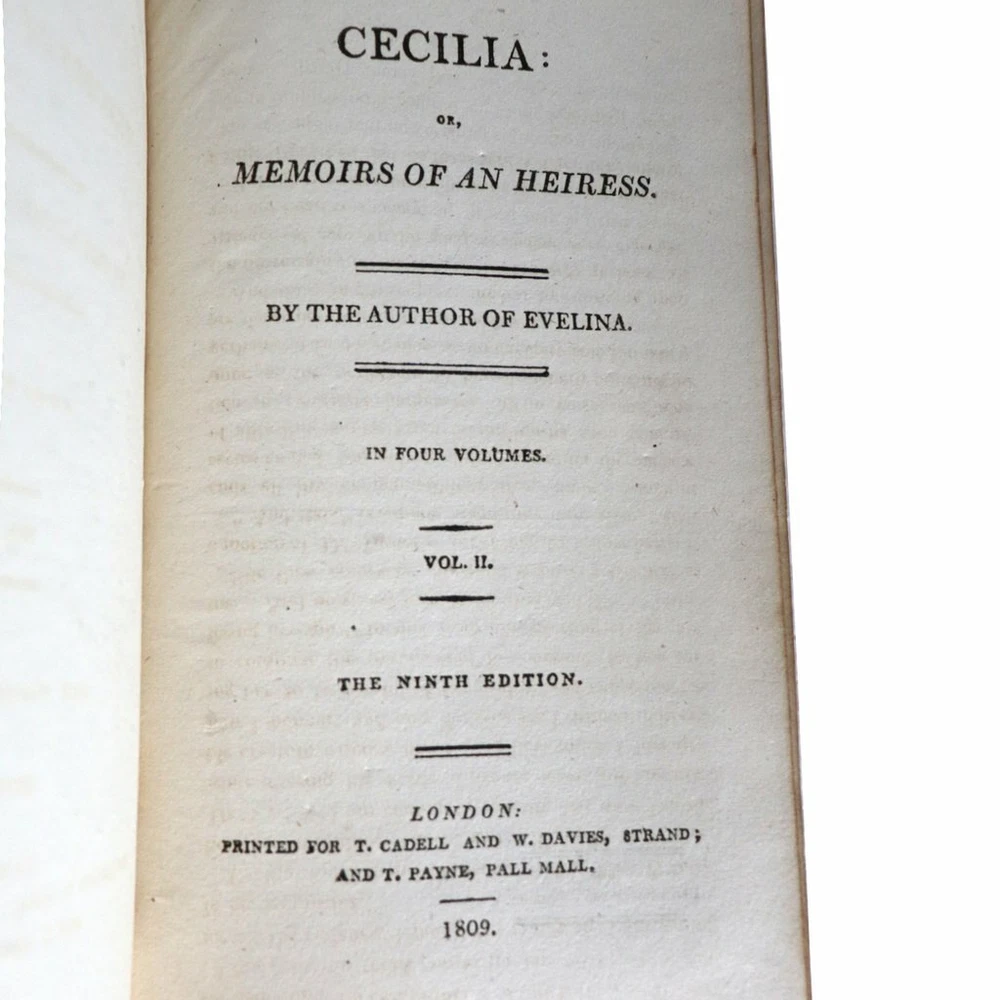 CECILIA:
OR,
MEMOIRS OF AN HEIRESS.
BY THE AUTHOR OF EVELINA.
IN FOUR VOLUMES.
VOL. II.
THE NINTH EDITION.
LONDON:
PRINTED FOR T. CADELL AND W. DAVIES, STRAND;
AND T. PAYNE, PALL MALL.
1809.